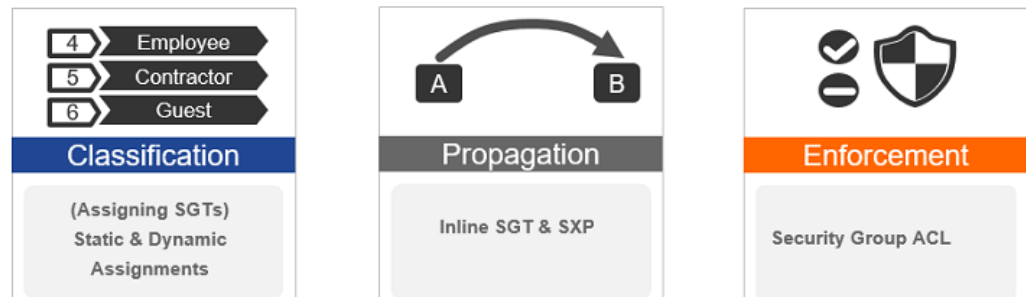 4 Employee
5 Contractor
6 Guest
Classification
(Assigning SGTs)
Static & Dynamic
Assignments
A B
Propagation
Inline SGT & SXP
Enforcement
Security Group ACL